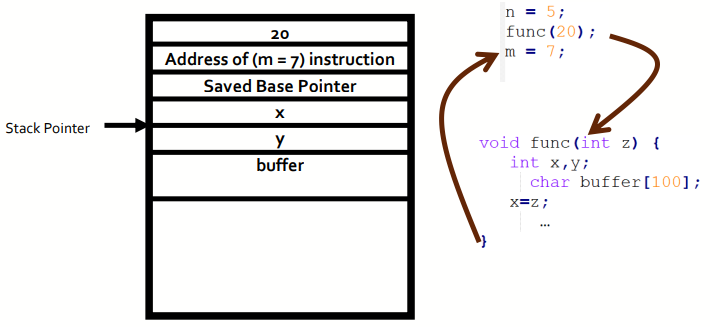 20
Address of (m = 7) instruction
Saved Base Pointer
x
y
buffer
Stack Pointer
n = 5;
func(20);
m = 7;
void func(int z) {
int x,y;
char buffer[100];
x=z;
…
}